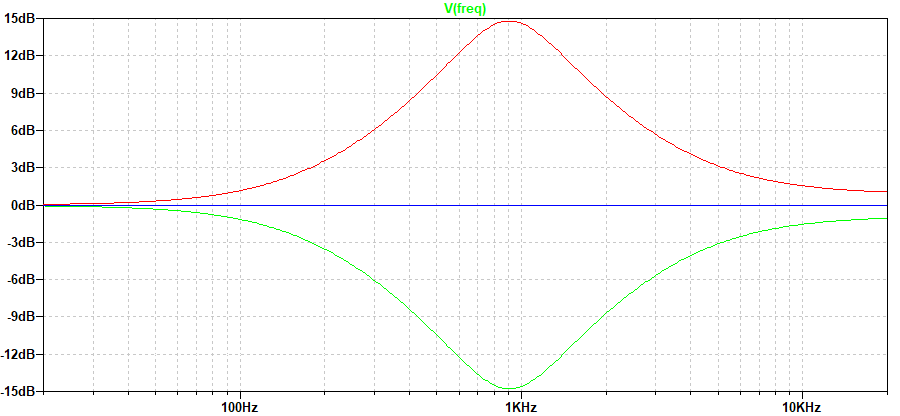 V(freq)
15dB
12dB
9dB
6dB
3dB
0dB
-3dB
-6dB
-9dB
-12dB
-15dB
100Hz 1KHz 10KHz